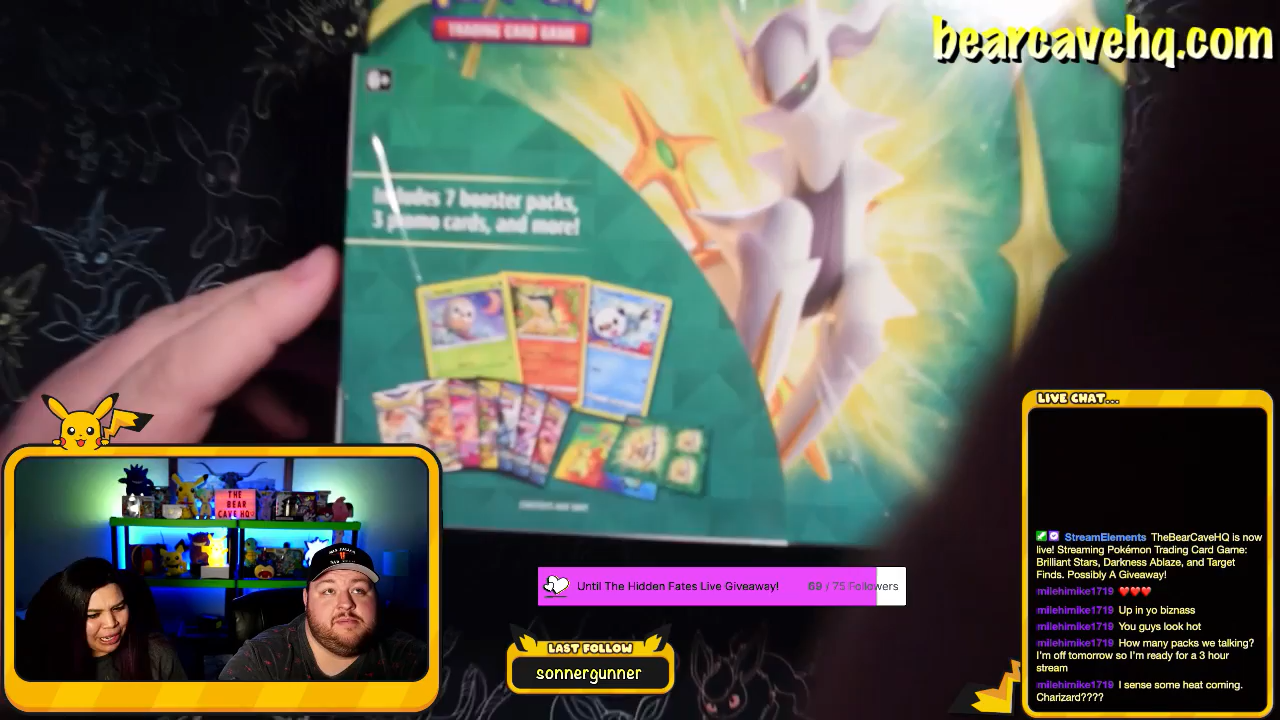 bearcavehq.com
TRADING CARD GAME
6+
Includes 7 booster packs,
3 promo cards, and more!
THE
BEAR
CAVE HQ
Until The Hidden Fates Live Giveaway! 69 / 75 Followers
LAST FOLLOW
sonnergunner
LIVE CHAT...
StreamElements TheBearCaveHQ is now
live! Streaming Pokémon Trading Card Game:
Brilliant Stars, Darkness Ablaze, and Target
Finds. Possibly A Giveaway!
milehimike1719 ❤❤❤
milehimike1719 Up in yo biznass
milehimike1719 You guys look hot
milehimike1719 How many packs we talking?
I'm off tomorrow so I'm ready for a 3 hour
stream
milehimike1719 I sense some heat coming.
Charizard????